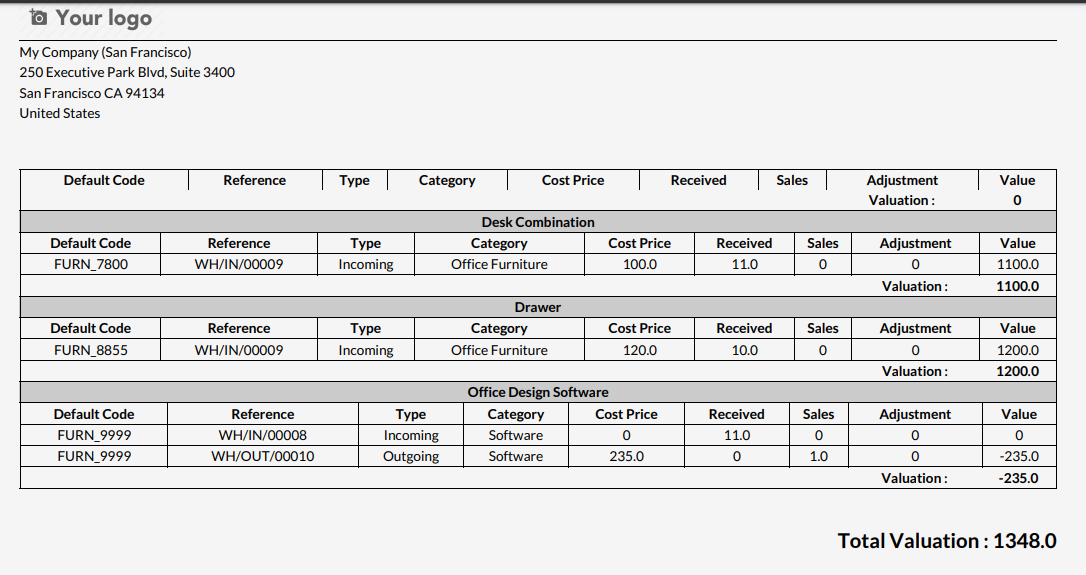 Your logo
My Company (San Francisco)
250 Executive Park Blvd, Suite 3400
San Francisco CA 94134
United States
Default Code Reference Type Category Cost Price Received Sales Adjustment Value
Valuation : 0
Desk Combination
Default Code Reference Type Category Cost Price Received Sales Adjustment Value
FURN_7800 WH/IN/00009 Incoming Office Furniture 100.0 11.0 0 0 1100.0
Valuation : 1100.0
Drawer
Default Code Reference Type Category Cost Price Received Sales Adjustment Value
FURN_8855 WH/IN/00009 Incoming Office Furniture 120.0 10.0 0 0 1200.0
Valuation : 1200.0
Office Design Software
Default Code Reference Type Category Cost Price Received Sales Adjustment Value
FURN_9999 WH/IN/00008 Incoming Software 0 11.0 0 0 0
FURN_9999 WH/OUT/00010 Outgoing Software 235.0 0 1.0 0 -235.0
Valuation : -235.0
Total Valuation : 1348.0